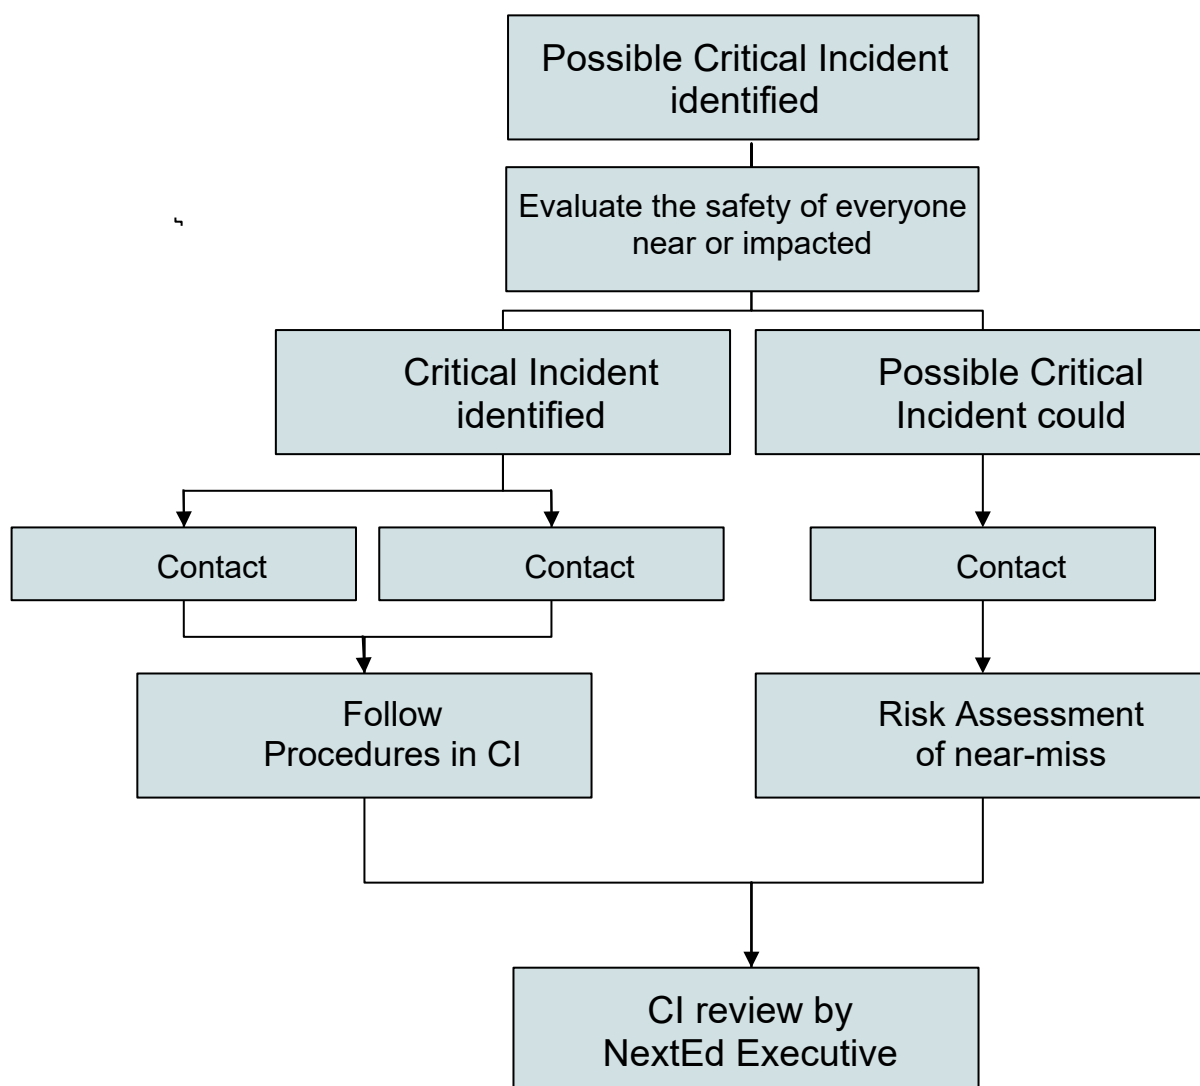 Possible Critical Incident
identified
Evaluate the safety of everyone
near or impacted
Critical Incident
identified
Possible Critical
Incident could
Contact
Contact
Contact
Follow
Procedures in CI
Risk Assessment
of near-miss
CI review by
NextEd Executive